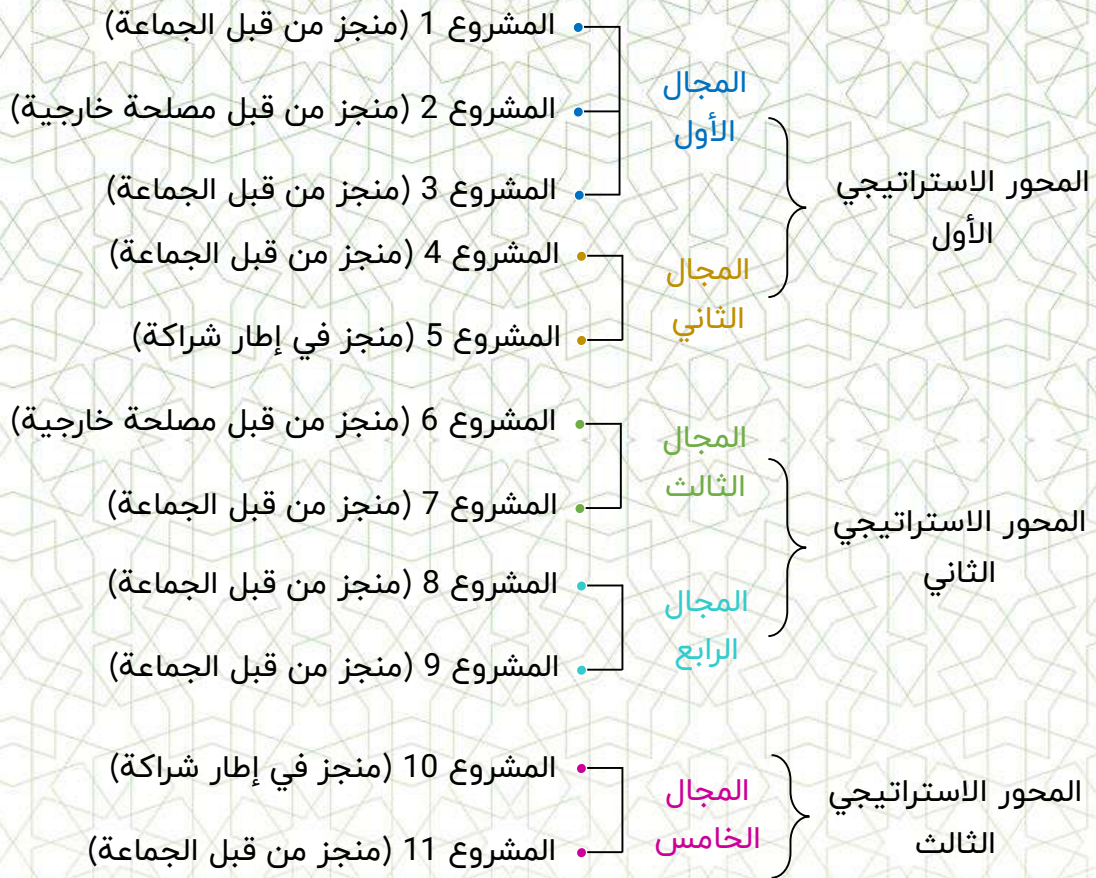 المحور الاستراتيجي
الأول
المجال
الأول
المشروع 1 (منجز من قبل الجماعة)
المشروع 2 (منجز من قبل مصلحة خارجية)
المشروع 3 (منجز من قبل الجماعة)
المجال
الثاني
المشروع 4 (منجز من قبل الجماعة)
المشروع 5 (منجز في إطار شراكة)
المحور الاستراتيجي
الثاني
المجال
الثالث
المشروع 6 (منجز من قبل مصلحة خارجية)
المشروع 7 (منجز من قبل الجماعة)
المجال
الرابع
المشروع 8 (منجز من قبل الجماعة)
المشروع 9 (منجز من قبل الجماعة)
المحور الاستراتيجي
الثالث
المجال
الخامس
المشروع 10 (منجز في إطار شراكة)
المشروع 11 (منجز من قبل الجماعة)